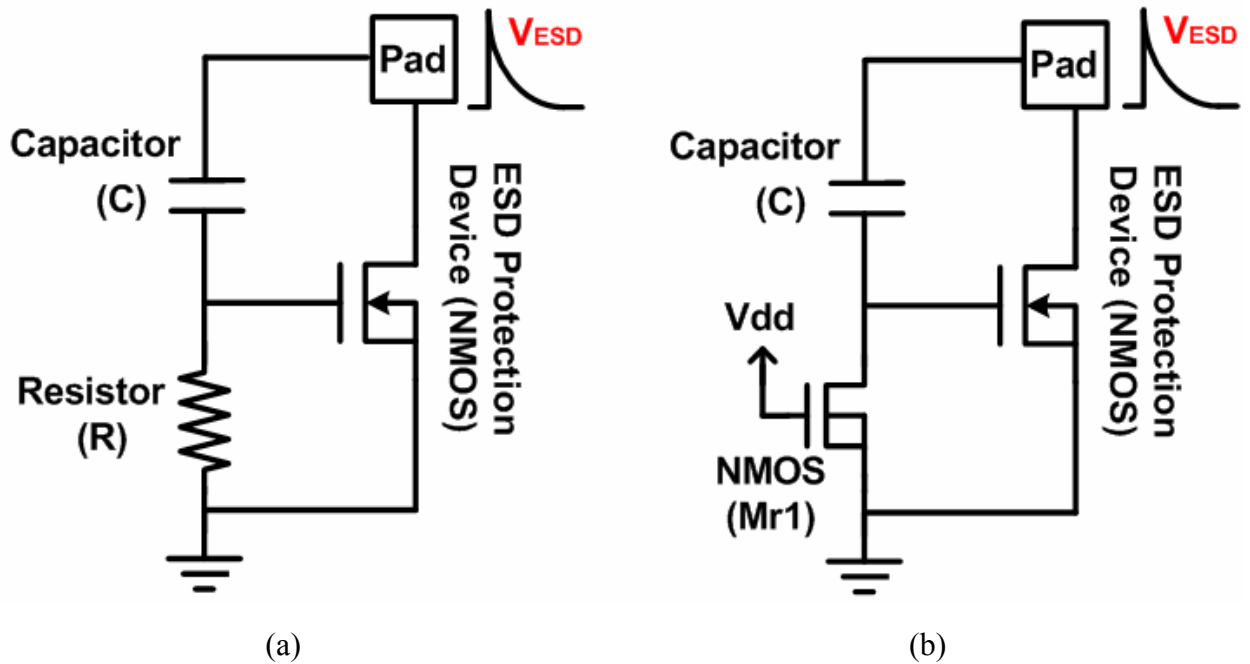 Pad
VESD
Capacitor
(C)
ESD Protection
Device (NMOS)
Resistor
(R)
(a)
Pad
VESD
Capacitor
(C)
ESD Protection
Device (NMOS)
Vdd
NMOS
(Mr1)
(b)